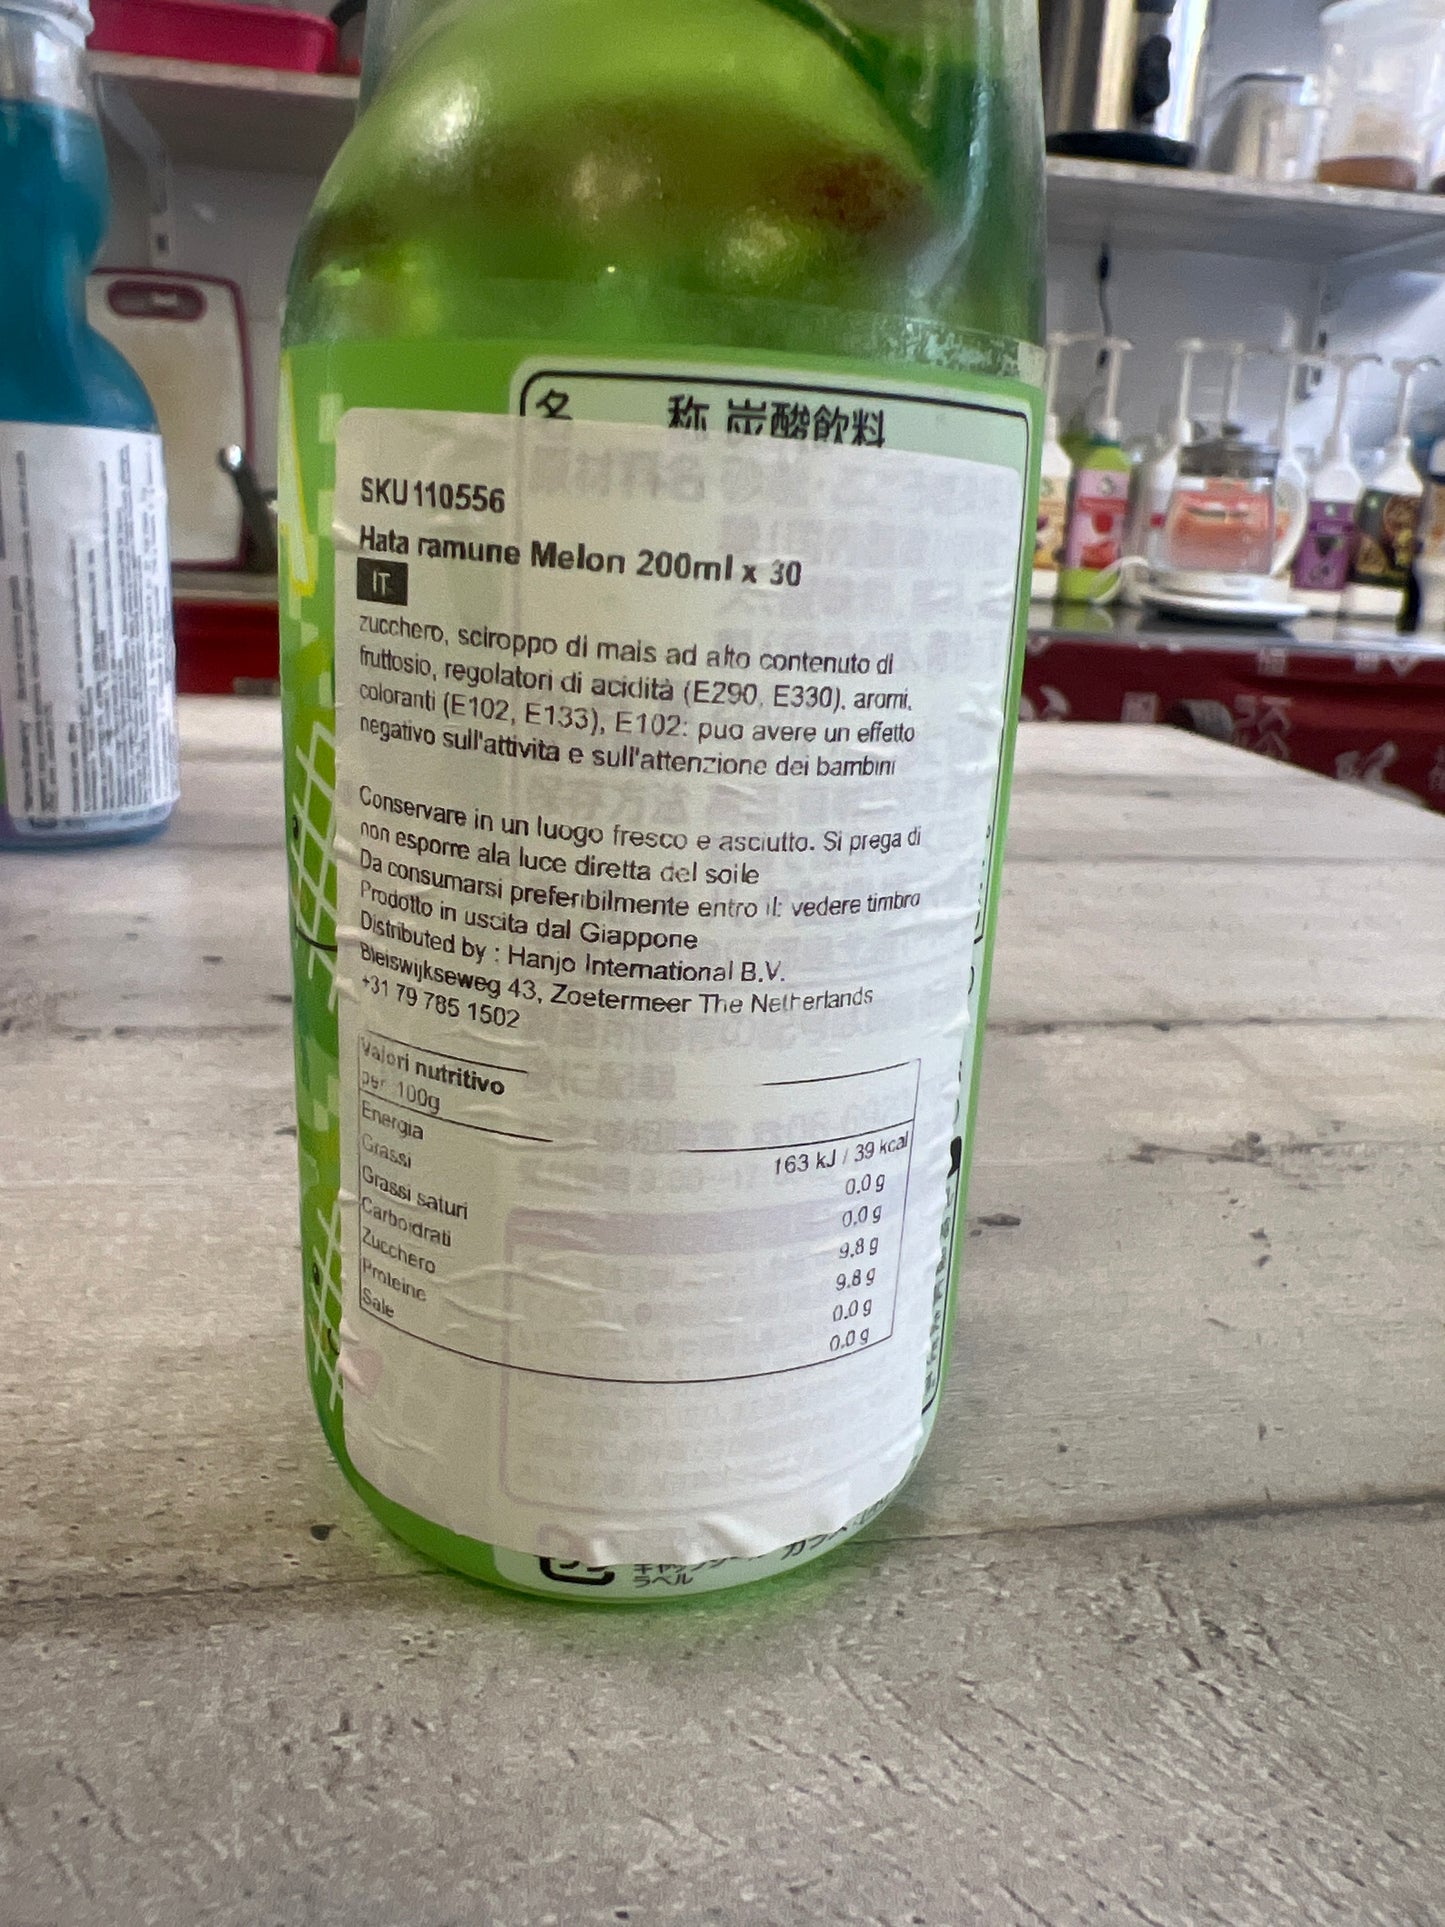 名 称 炭酸飲料
SKU110556
Hata ramune Melon 200ml x 30
IT
zucchero, sciroppo di mais ad alto contenuto di
fruttosio, regolatori di acidità (E290, E330), aromi,
coloranti (E102, E133), E102: puo avere un effetto
negativo sull'attivita e sull'attenzione dei bambini
Conservare in un luogo fresco e asciutto. Si prega di
non esporre ala luce diretta del soile
Da consumarsi preferibilmente entro il: vedere timbro
Prodotto in uscita dal Giappone
Distributed by : Hanjo International B.V.
Bleiswijkseweg 43, Zoetermeer The Netherlands
+31 79 785 1502
Valori nutritivo
per 100g
Energia 163 kJ / 39 kcal
Grassi 0.0 g
Grassi saturi 0.0 g
Carboidrati 9.8 g
Zucchero 9.8 g
Proteine 0.0 g
Sale 0.0 g
ラベル